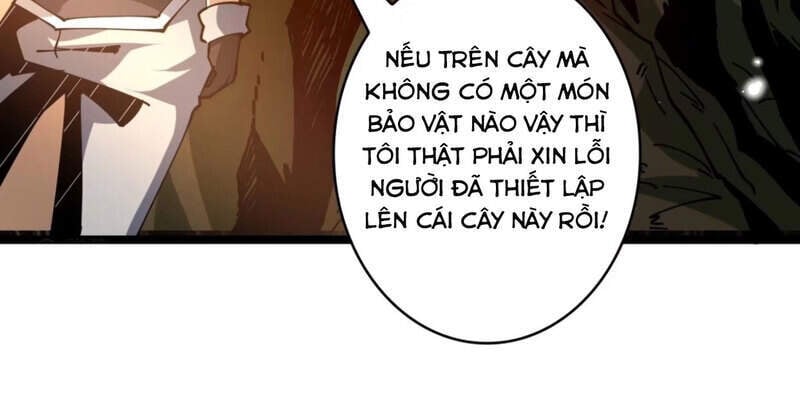 NẾU TRÊN CÂY MÀ
KHÔNG CÓ MỘT MÓN
BẢO VẬT NÀO VẬY THÌ
TÔI THẬT PHẢI XIN LỖI
NGƯỜI ĐÃ THIẾT LẬP
LÊN CÁI CÂY NÀY RỒI!